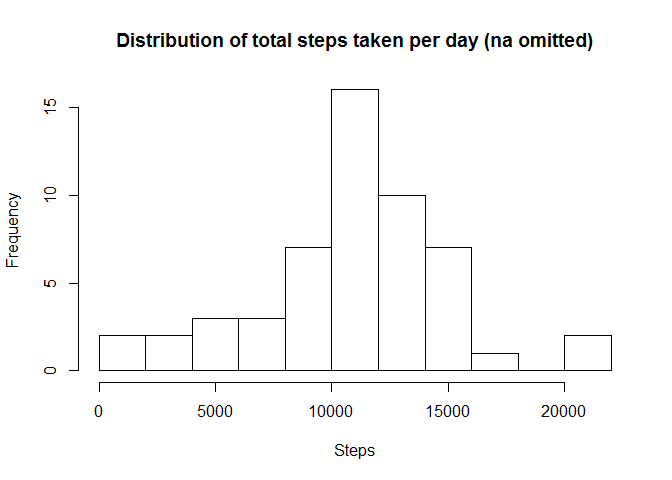 Distribution of total steps taken per day (na omitted)
15
10
5
0
Frequency
0 5000 10000 15000 20000
Steps